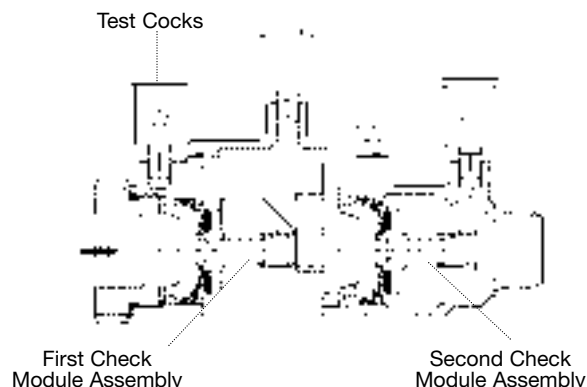 Test Cocks
First Check
Module Assembly
Second Check
Module Assembly